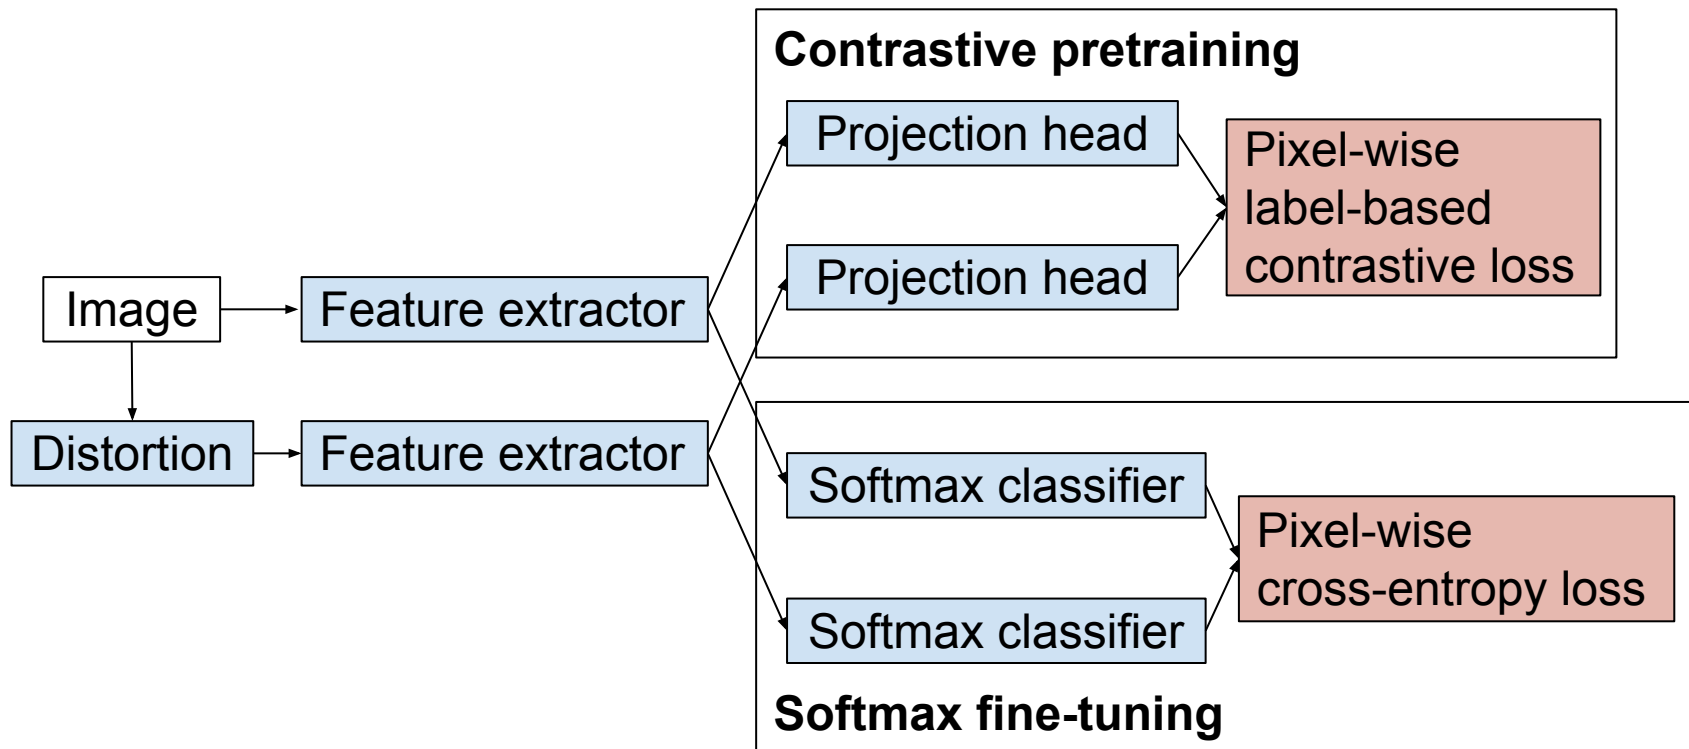 Contrastive pretraining
Projection head
Pixel-wise
label-based
contrastive loss
Projection head
Image
Feature extractor
Distortion
Feature extractor
Softmax classifier
Pixel-wise
cross-entropy loss
Softmax classifier
Softmax fine-tuning